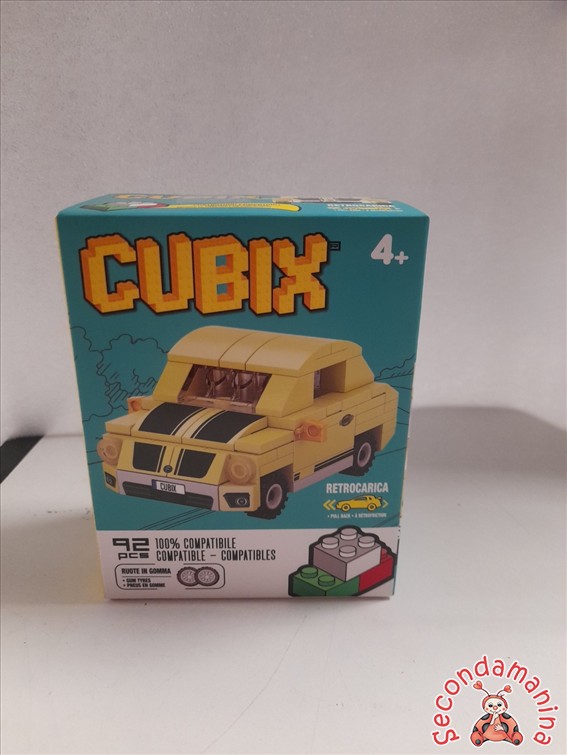 CUBIX
4+
CUBIX
RETROCARICA
• PULL BACK • À RÉTROFRICTION
92
pcs
100% COMPATIBILE
COMPATIBLE - COMPATIBLES
RUOTE IN GOMMA
• GUM TYRES
• PNEUS EN GOMME
Secondamanina